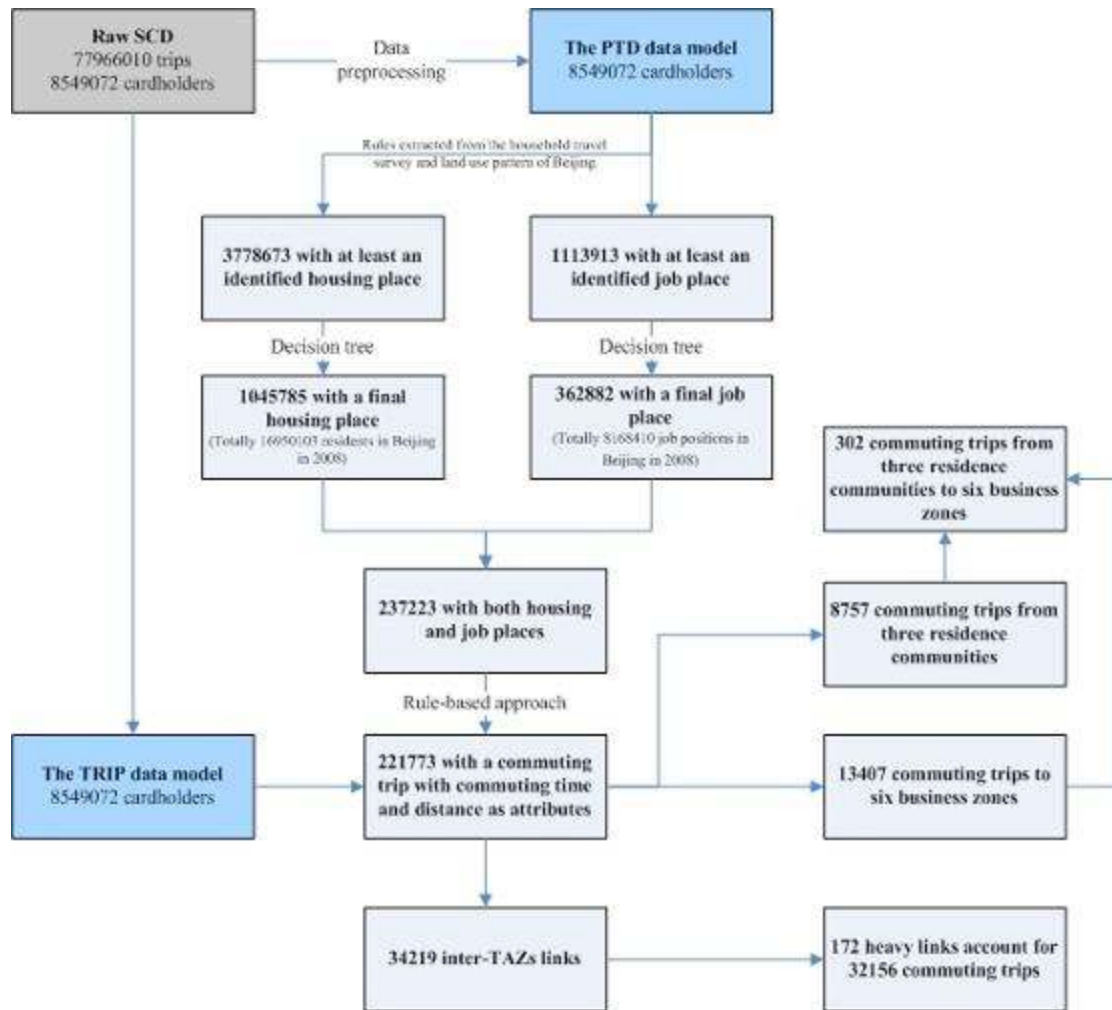 Raw SCD
77966010 trips
8549072 cardholders
Data
preprocessing
The PTD data model
8549072 cardholders
Rules extracted from the household travel
survey and land use pattern of Beijing
3778673 with at least an
identified housing place
1113913 with at least an
identified job place
Decision tree
Decision tree
1045785 with a final
housing place
(Totally 16950103 residents in Beijing
in 2008)
362882 with a final job
place
(Totally 8168410 job positions in
Beijing in 2008)
302 commuting trips from
three residence
communities to six business
zones
237223 with both housing
and job places
8757 commuting trips from
three residence
communities
Rule-based approach
The TRIP data model
8549072 cardholders
221773 with a commuting
trip with commuting time
and distance as attributes
13407 commuting trips to
six business zones
34219 inter-TAZs links
172 heavy links account for
32156 commuting trips